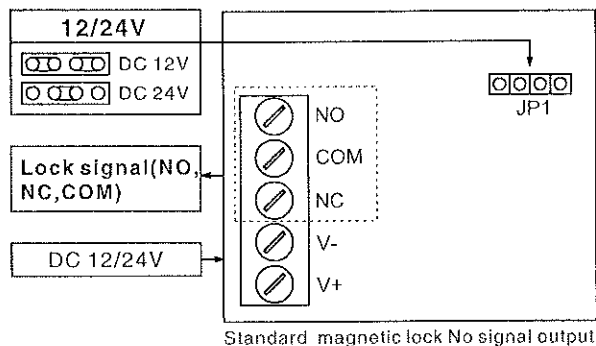 12/24V
DC 12V
DC 24V
JP1
NO
COM
NC
V-
V+
Lock signal(NO,
NC,COM)
DC 12/24V
Standard magnetic lock No signal output